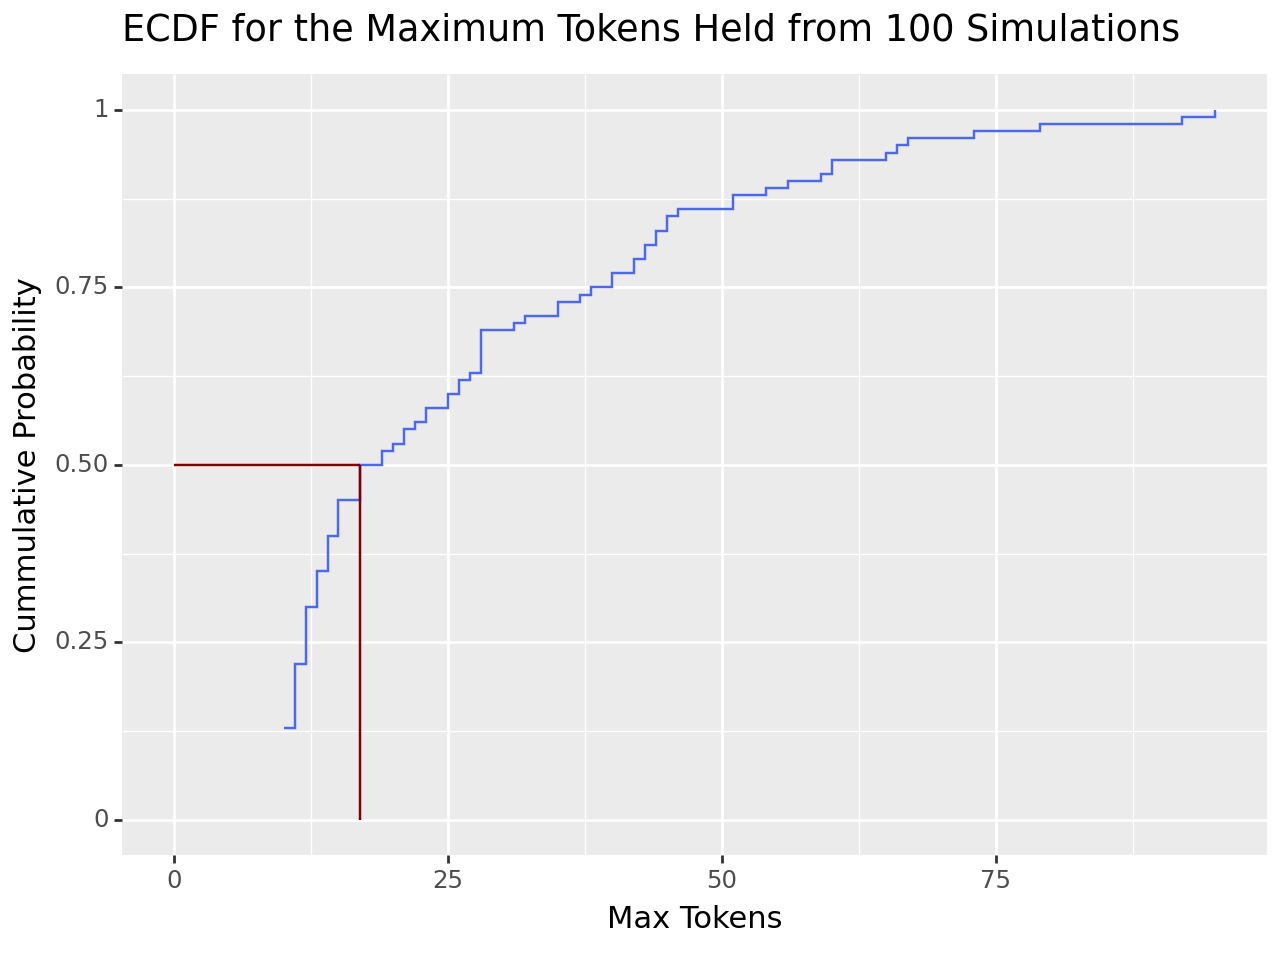 ECDF for the Maximum Tokens Held from 100 Simulations
Cummulative Probability
1
0.75
0.50
0.25
0
0 25 50 75
Max Tokens